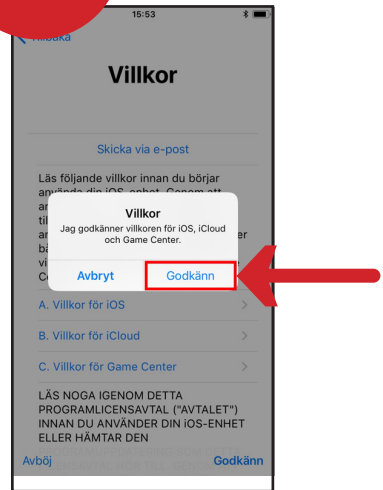 15:53
Tillbaka
Villkor
Skicka via e-post
Läs följande villkor innan du börjar
använda din iOS-enhet. Genom att
Villkor
Jag godkänner villkoren för iOS, iCloud
och Game Center.
Avbryt
Godkänn
A. Villkor för iOS
B. Villkor för iCloud
C. Villkor för Game Center
LÄS NOGA IGENOM DETTA
PROGRAMLICENSAVTAL ("AVTALET")
INNAN DU ANVÄNDER DIN iOS-ENHET
ELLER HÄMTAR DEN
Avböj
Godkänn